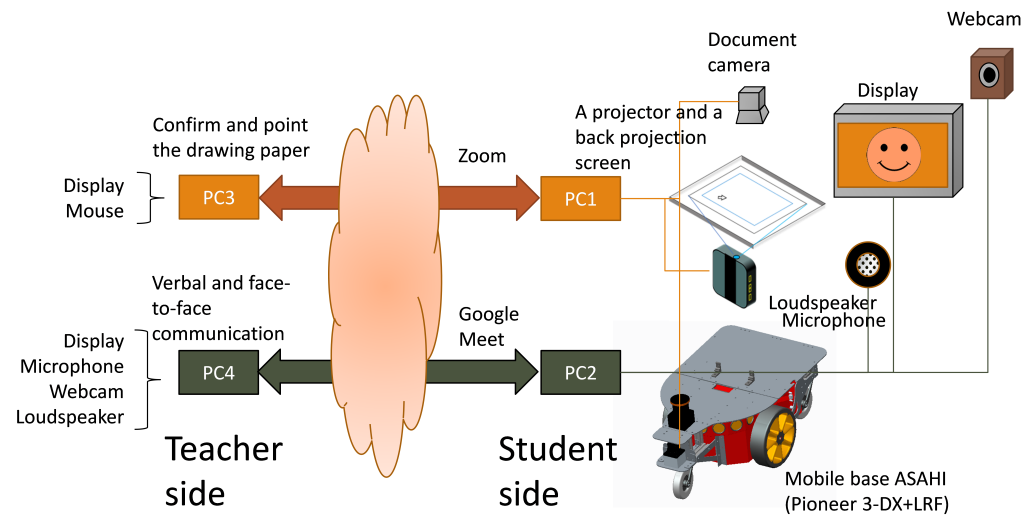 Webcam
Document
camera
Display
A projector and a
back projection
screen
Confirm and point
the drawing paper
Zoom
Display
Mouse
PC3
PC1
Verbal and face-
to-face
communication
Google
Meet
Loudspeaker
Microphone
Display
Microphone
Webcam
Loudspeaker
PC4
PC2
Teacher
side
Student
side
Mobile base ASAHI
(Pioneer 3-DX+LRF)